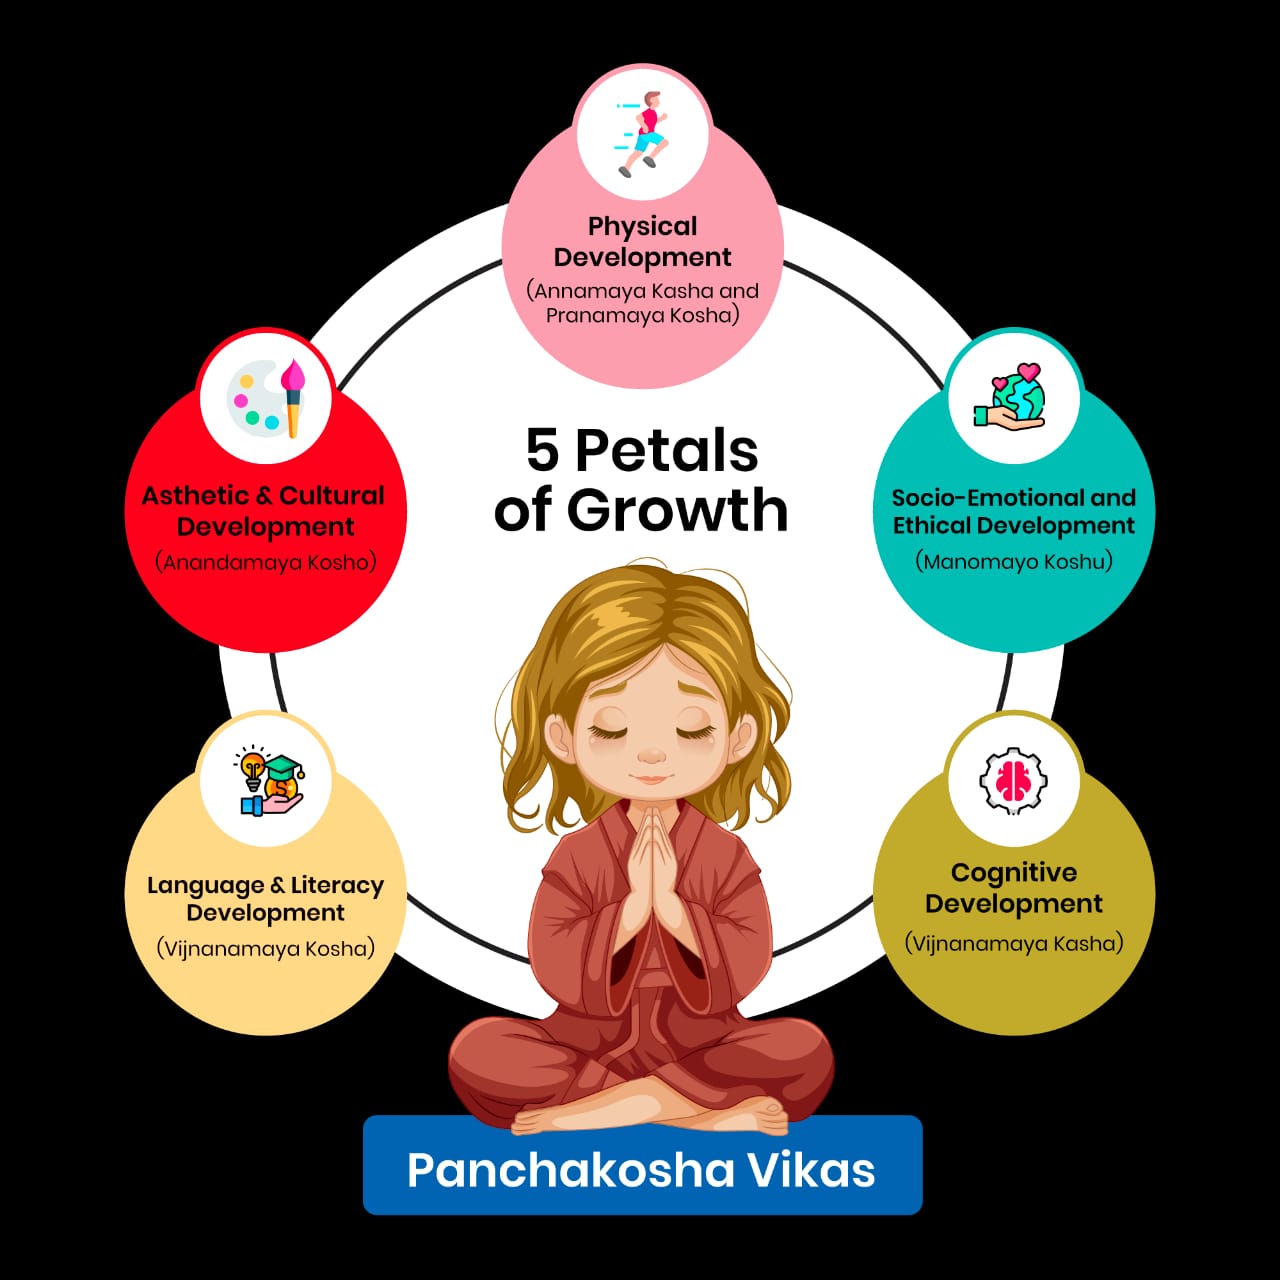 Physical
Development
(Annamaya Kasha and
Pranamaya Kosha)
Asthetic & Cultural
Development
(Anandamaya Kosho)
5 Petals
of Growth
Socio-Emotional and
Ethical Development
(Manomayo Koshu)
Language & Literacy
Development
(Vijnanamaya Kosha)
Cognitive
Development
(Vijnanamaya Kasha)
Panchakosha Vikas